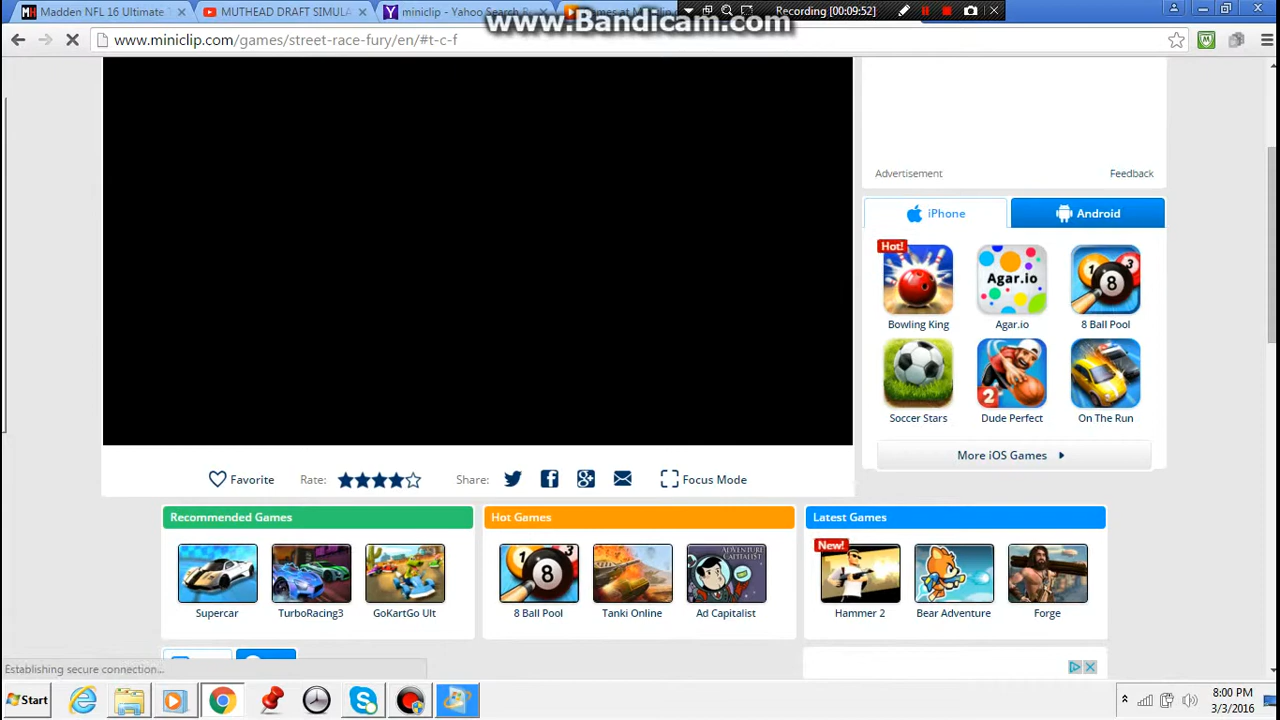 Madden NFL 16 Ultimate
MUTHEAD DRAFT SIMULA
miniclip - Yahoo Search R
Recording [00:09:52]
www.Bandicam.com
www.miniclip.com/games/street-race-fury/en/#t-c-f
Advertisement
Feedback
iPhone
Android
Hot!
Agar.io
Bowling King
Agar.io
8 Ball Pool
Soccer Stars
Dude Perfect
On The Run
More iOS Games
Favorite
Rate:
Share:
Focus Mode
Recommended Games
Hot Games
Latest Games
New!
ADVENTURE
CAPITALIST
Supercar
TurboRacing3
GoKartGo Ult
8 Ball Pool
Tanki Online
Ad Capitalist
Hammer 2
Bear Adventure
Forge
Establishing secure connection...
Start
8:00 PM
3/3/2016